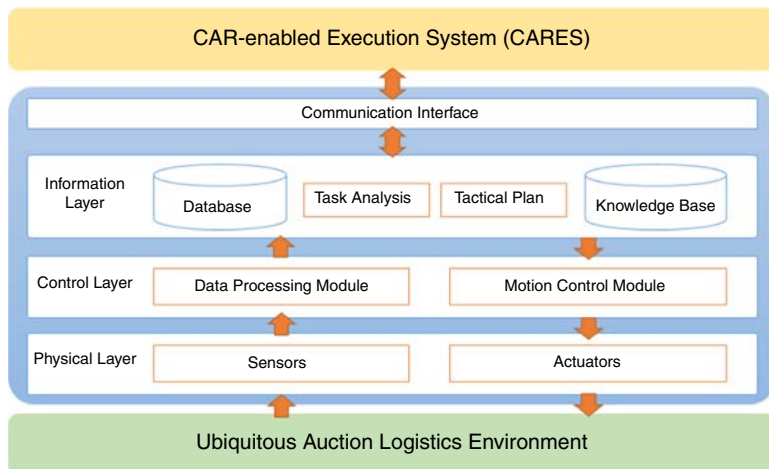 CAR-enabled Execution System (CARES)
Communication Interface
Information
Layer
Database
Task Analysis
Tactical Plan
Knowledge Base
Control Layer
Data Processing Module
Motion Control Module
Physical Layer
Sensors
Actuators
Ubiquitous Auction Logistics Environment